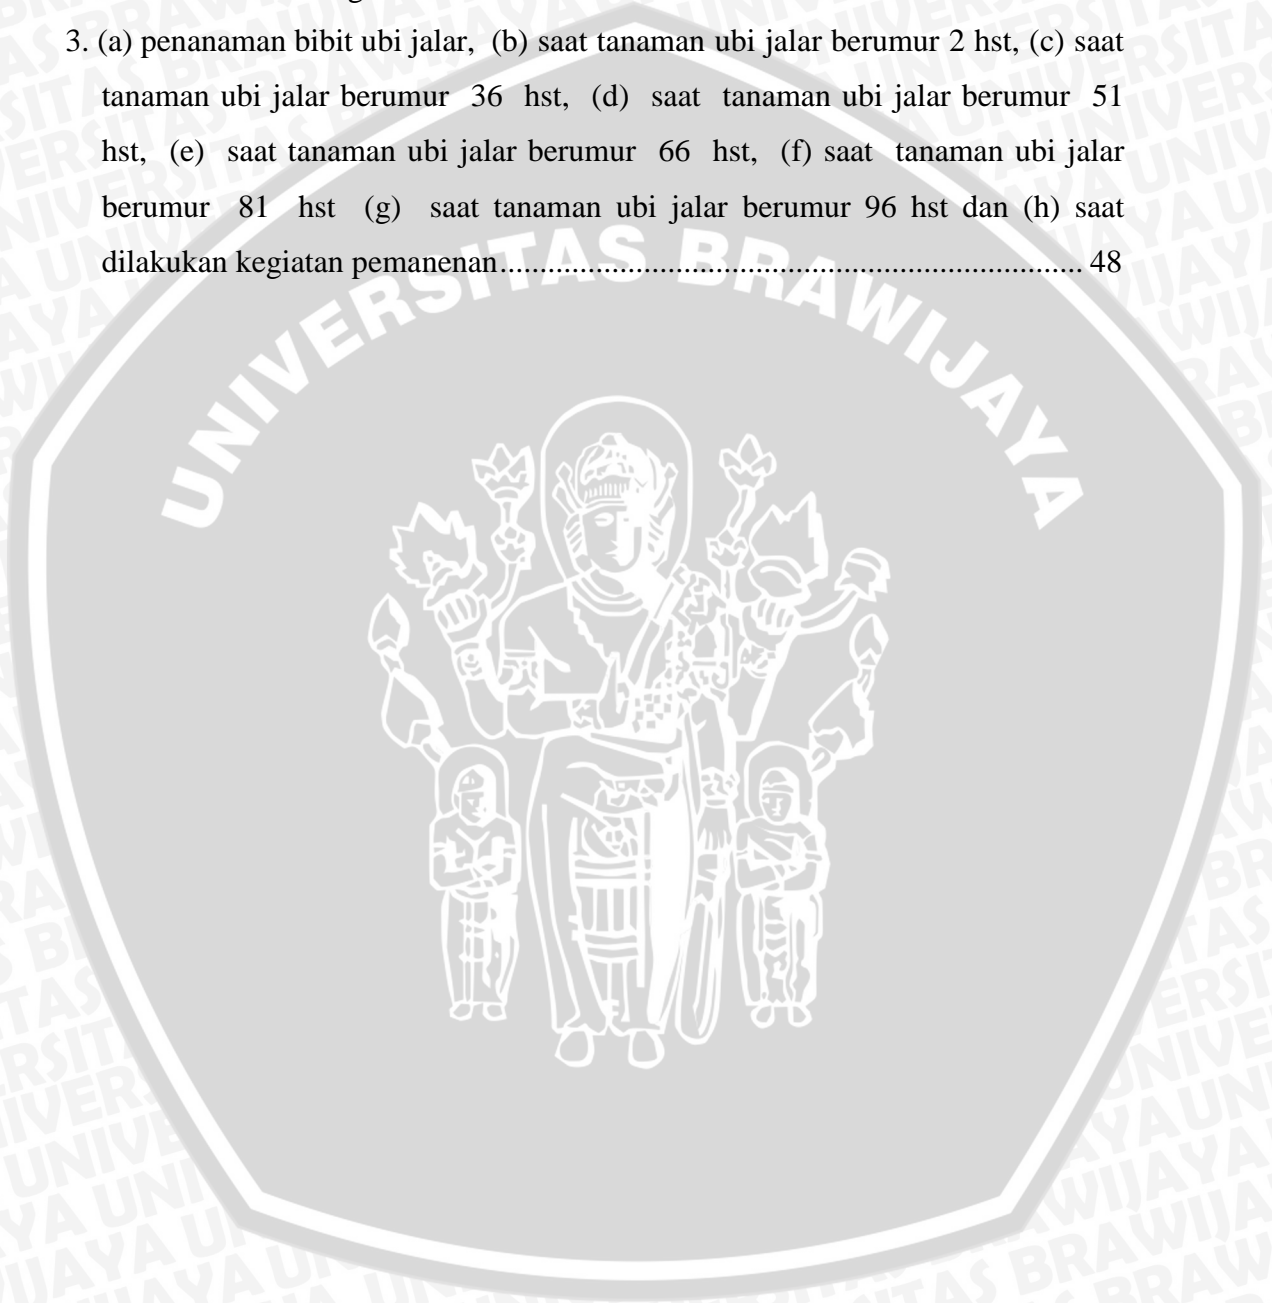 3. (a) penanaman bibit ubi jalar, (b) saat tanaman ubi jalar berumur 2 hst, (c) saat
tanaman ubi jalar berumur 36 hst, (d) saat tanaman ubi jalar berumur 51
hst, (e) saat tanaman ubi jalar berumur 66 hst, (f) saat tanaman ubi jalar
berumur 81 hst (g) saat tanaman ubi jalar berumur 96 hst dan (h) saat
dilakukan kegiatan pemanenan........................................................................ 48
UNIVERSITAS BRAWIJAYA